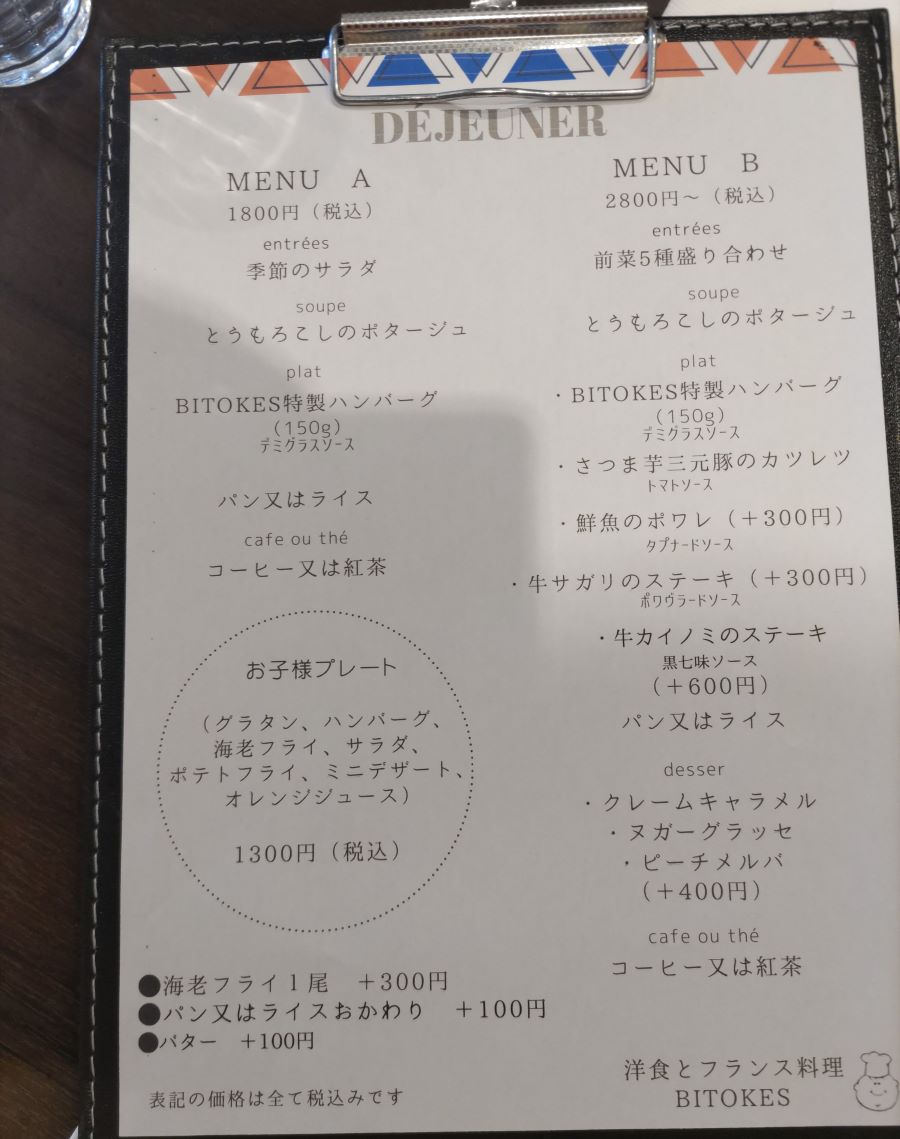 DÉJEUNER
MENU A
1800円（税込）
entrées
季節のサラダ
soupe
とうもろこしのポタージュ
plat
BITOKES特製ハンバーグ
（150g）
デミグラスソース
パン又はライス
cafe ou thé
コーヒー又は紅茶
お子様プレート
（グラタン、ハンバーグ、
海老フライ、サラダ、
ポテトフライ、ミニデザート、
オレンジジュース）
1300円（税込）
●海老フライ１尾　+300円
●パン又はライスおかわり　+100円
●バター　+100円
表記の価格は全て税込みです
MENU B
2800円〜（税込）
entrées
前菜5種盛り合わせ
soupe
とうもろこしのポタージュ
plat
・BITOKES特製ハンバーグ
（150g）
デミグラスソース
・さつま芋三元豚のカツレツ
トマトソース
・鮮魚のポワレ（＋300円）
タプナードソース
・牛サガリのステーキ（＋300円）
ポワヴラードソース
・牛カイノミのステーキ
黒七味ソース
（＋600円）
パン又はライス
desser
・クレームキャラメル
・ヌガーグラッセ
・ピーチメルバ
（＋400円）
cafe ou thé
コーヒー又は紅茶
洋食とフランス料理
BITOKES